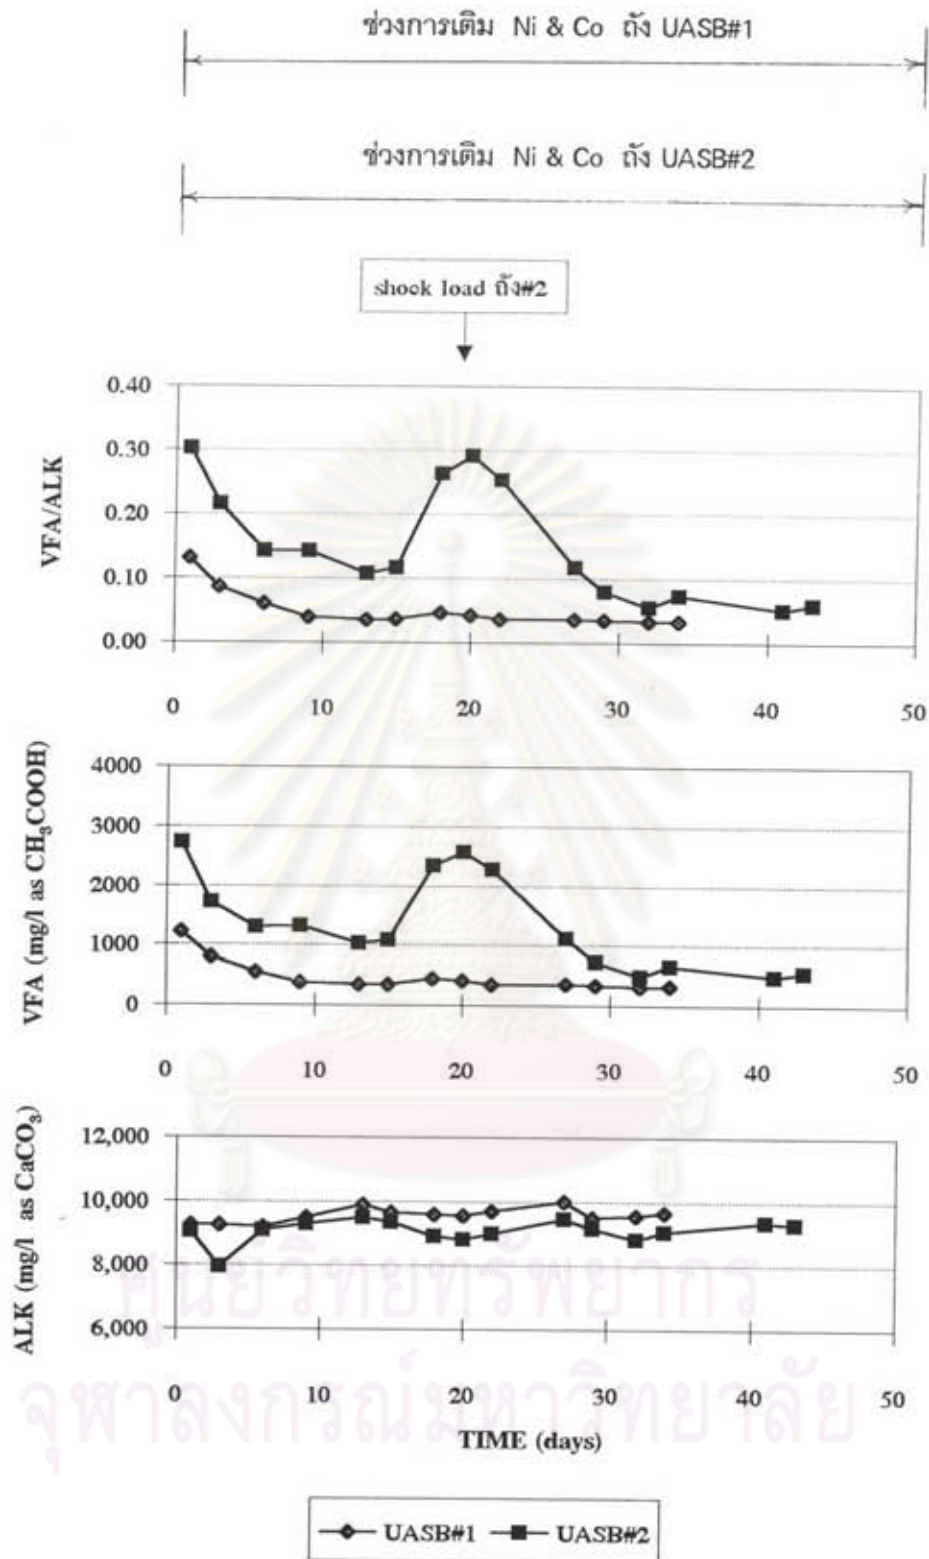 ช่วงการเติม Ni & Co ถัง UASB#1
ช่วงการเติม Ni & Co ถัง UASB#2
shock load ถัง#2
VFA/ALK
0.40
0.30
0.20
0.10
0.00
0 10 20 30 40 50
VFA (mg/l as CH₃COOH)
4000
3000
2000
1000
0
0 10 20 30 40 50
ALK (mg/l as CaCO₃)
12,000
10,000
8,000
6,000
0 10 20 30 40 50
TIME (days)
ศูนย์วิทยทรัพยากร
จุฬาลงกรณ์มหาวิทยาลัย
UASB#1 UASB#2